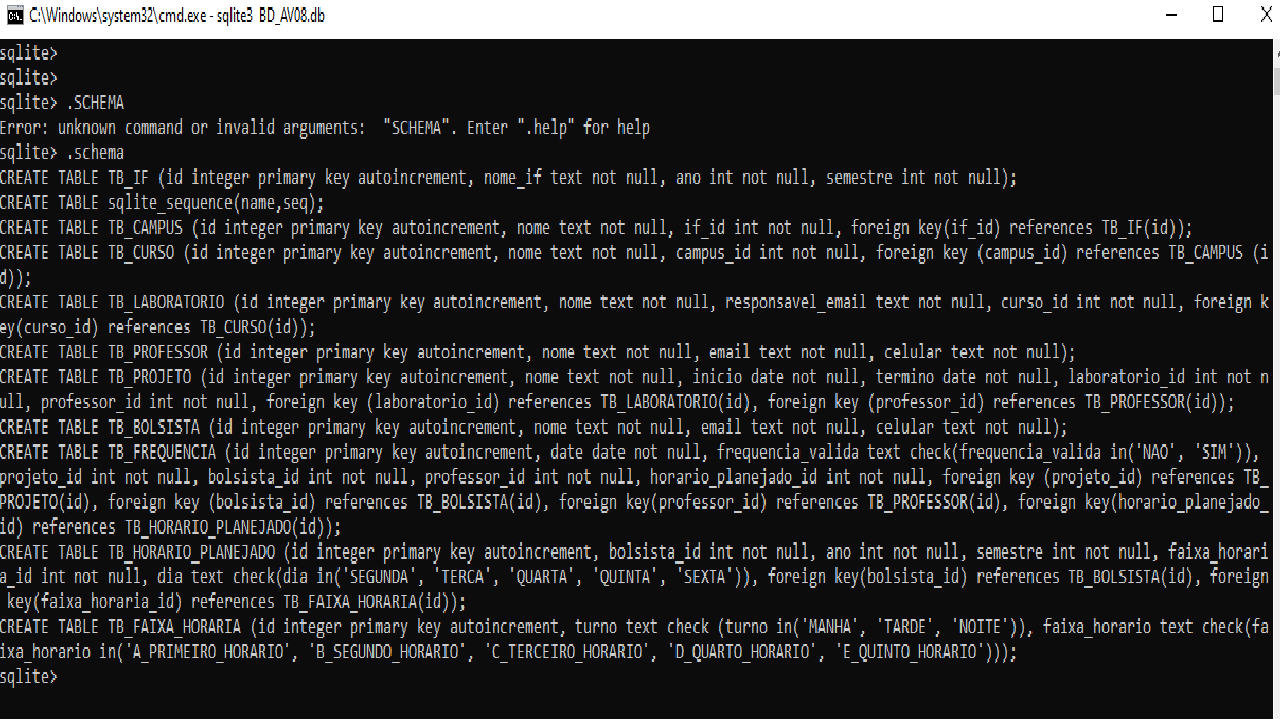 C:\Windows\system32\cmd.exe - sqlite3 BD_AV08.db
sqlite>
sqlite>
sqlite> .SCHEMA
Error: unknown command or invalid arguments:  "SCHEMA". Enter ".help" for help
sqlite> .schema
CREATE TABLE TB_IF (id integer primary key autoincrement, nome_if text not null, ano int not null, semestre int not null);
CREATE TABLE sqlite_sequence(name,seq);
CREATE TABLE TB_CAMPUS (id integer primary key autoincrement, nome text not null, if_id int not null, foreign key(if_id) references TB_IF(id));
CREATE TABLE TB_CURSO (id integer primary key autoincrement, nome text not null, campus_id int not null, foreign key (campus_id) references TB_CAMPUS (i
d));
CREATE TABLE TB_LABORATORIO (id integer primary key autoincrement, nome text not null, responsavel_email text not null, curso_id int not null, foreign k
ey(curso_id) references TB_CURSO(id));
CREATE TABLE TB_PROFESSOR (id integer primary key autoincrement, nome text not null, email text not null, celular text not null);
CREATE TABLE TB_PROJETO (id integer primary key autoincrement, nome text not null, inicio date not null, termino date not null, laboratorio_id int not n
ull, professor_id int not null, foreign key (laboratorio_id) references TB_LABORATORIO(id), foreign key (professor_id) references TB_PROFESSOR(id));
CREATE TABLE TB_BOLSISTA (id integer primary key autoincrement, nome text not null, email text not null, celular text not null);
CREATE TABLE TB_FREQUENCIA (id integer primary key autoincrement, date date not null, frequencia_valida text check(frequencia_valida in('NAO', 'SIM')),
projeto_id int not null, bolsista_id int not null, professor_id int not null, horario_planejado_id int not null, foreign key (projeto_id) references TB_
PROJETO(id), foreign key (bolsista_id) references TB_BOLSISTA(id), foreign key(professor_id) references TB_PROFESSOR(id), foreign key(horario_planejado_
id) references TB_HORARIO_PLANEJADO(id));
CREATE TABLE TB_HORARIO_PLANEJADO (id integer primary key autoincrement, bolsista_id int not null, ano int not null, semestre int not null, faixa_horari
a_id int not null, dia text check(dia in('SEGUNDA', 'TERCA', 'QUARTA', 'QUINTA', 'SEXTA')), foreign key(bolsista_id) references TB_BOLSISTA(id), foreign
 key(faixa_horaria_id) references TB_FAIXA_HORARIA(id));
CREATE TABLE TB_FAIXA_HORARIA (id integer primary key autoincrement, turno text check (turno in('MANHA', 'TARDE', 'NOITE')), faixa_horario text check(fa
ixa_horario in('A_PRIMEIRO_HORARIO', 'B_SEGUNDO_HORARIO', 'C_TERCEIRO_HORARIO', 'D_QUARTO_HORARIO', 'E_QUINTO_HORARIO')));
sqlite>